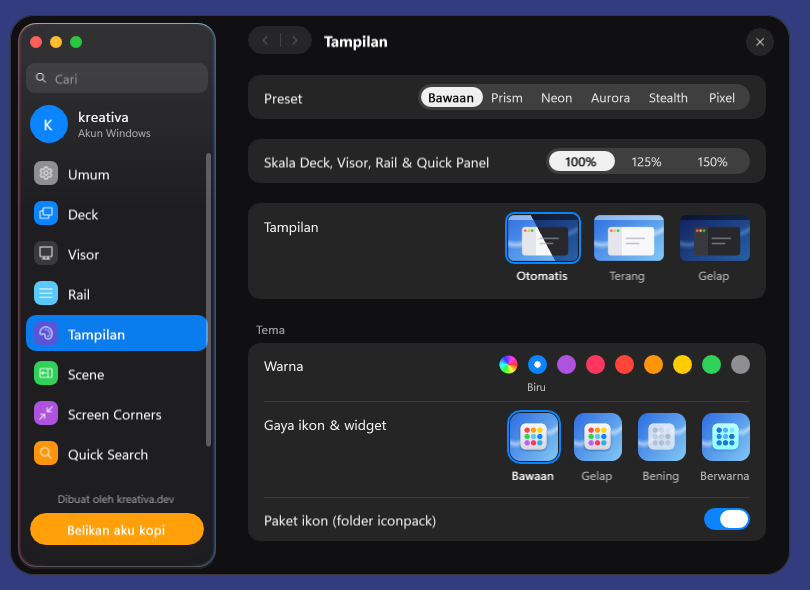 Cari
K
kreativa
Akun Windows
Umum
Deck
Visor
Rail
Tampilan
Scene
Screen Corners
Quick Search
Dibuat oleh kreativa.dev
Belikan aku kopi
Tampilan
Preset
Bawaan Prism Neon Aurora Stealth Pixel
Skala Deck, Visor, Rail & Quick Panel
100% 125% 150%
Tampilan
Otomatis Terang Gelap
Tema
Warna
Biru
Gaya ikon & widget
Bawaan Gelap Bening Berwarna
Paket ikon (folder iconpack)